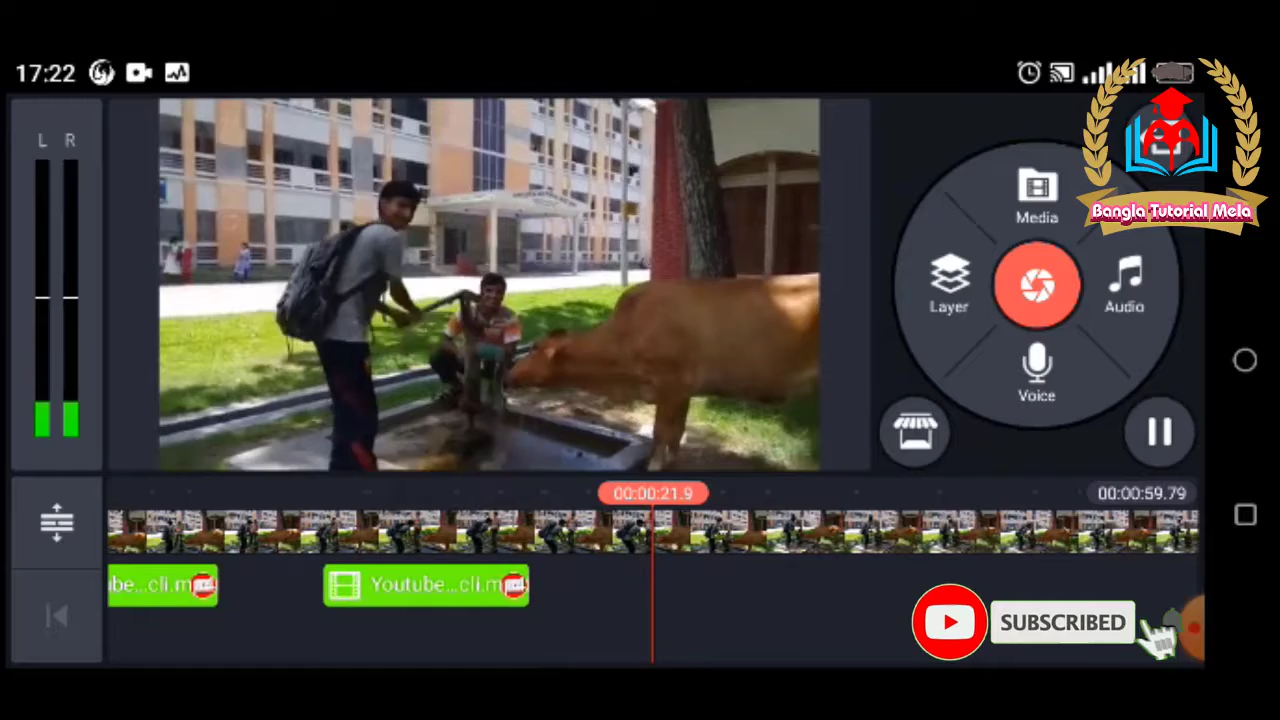 17:22
L R
Media
Bangla Tutorial Mela
Layer
Audio
Voice
00:00:21.9
00:00:59.79
be...cli.m
Youtube...cli.m
SUBSCRIBED